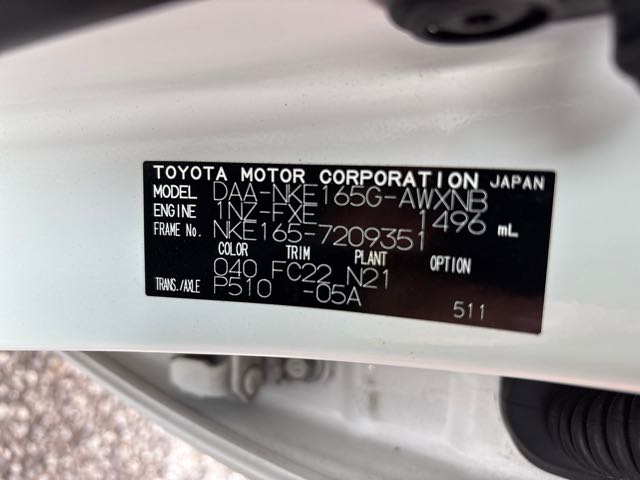 TOYOTA MOTOR CORPORATION JAPAN
MODEL DAA-NKE165G-AWXNB
ENGINE 1NZ-FXE 1496 mL
FRAME No. NKE165-7209351
COLOR TRIM PLANT OPTION
040 FC22 N21
TRANS./AXLE P510 -05A
511